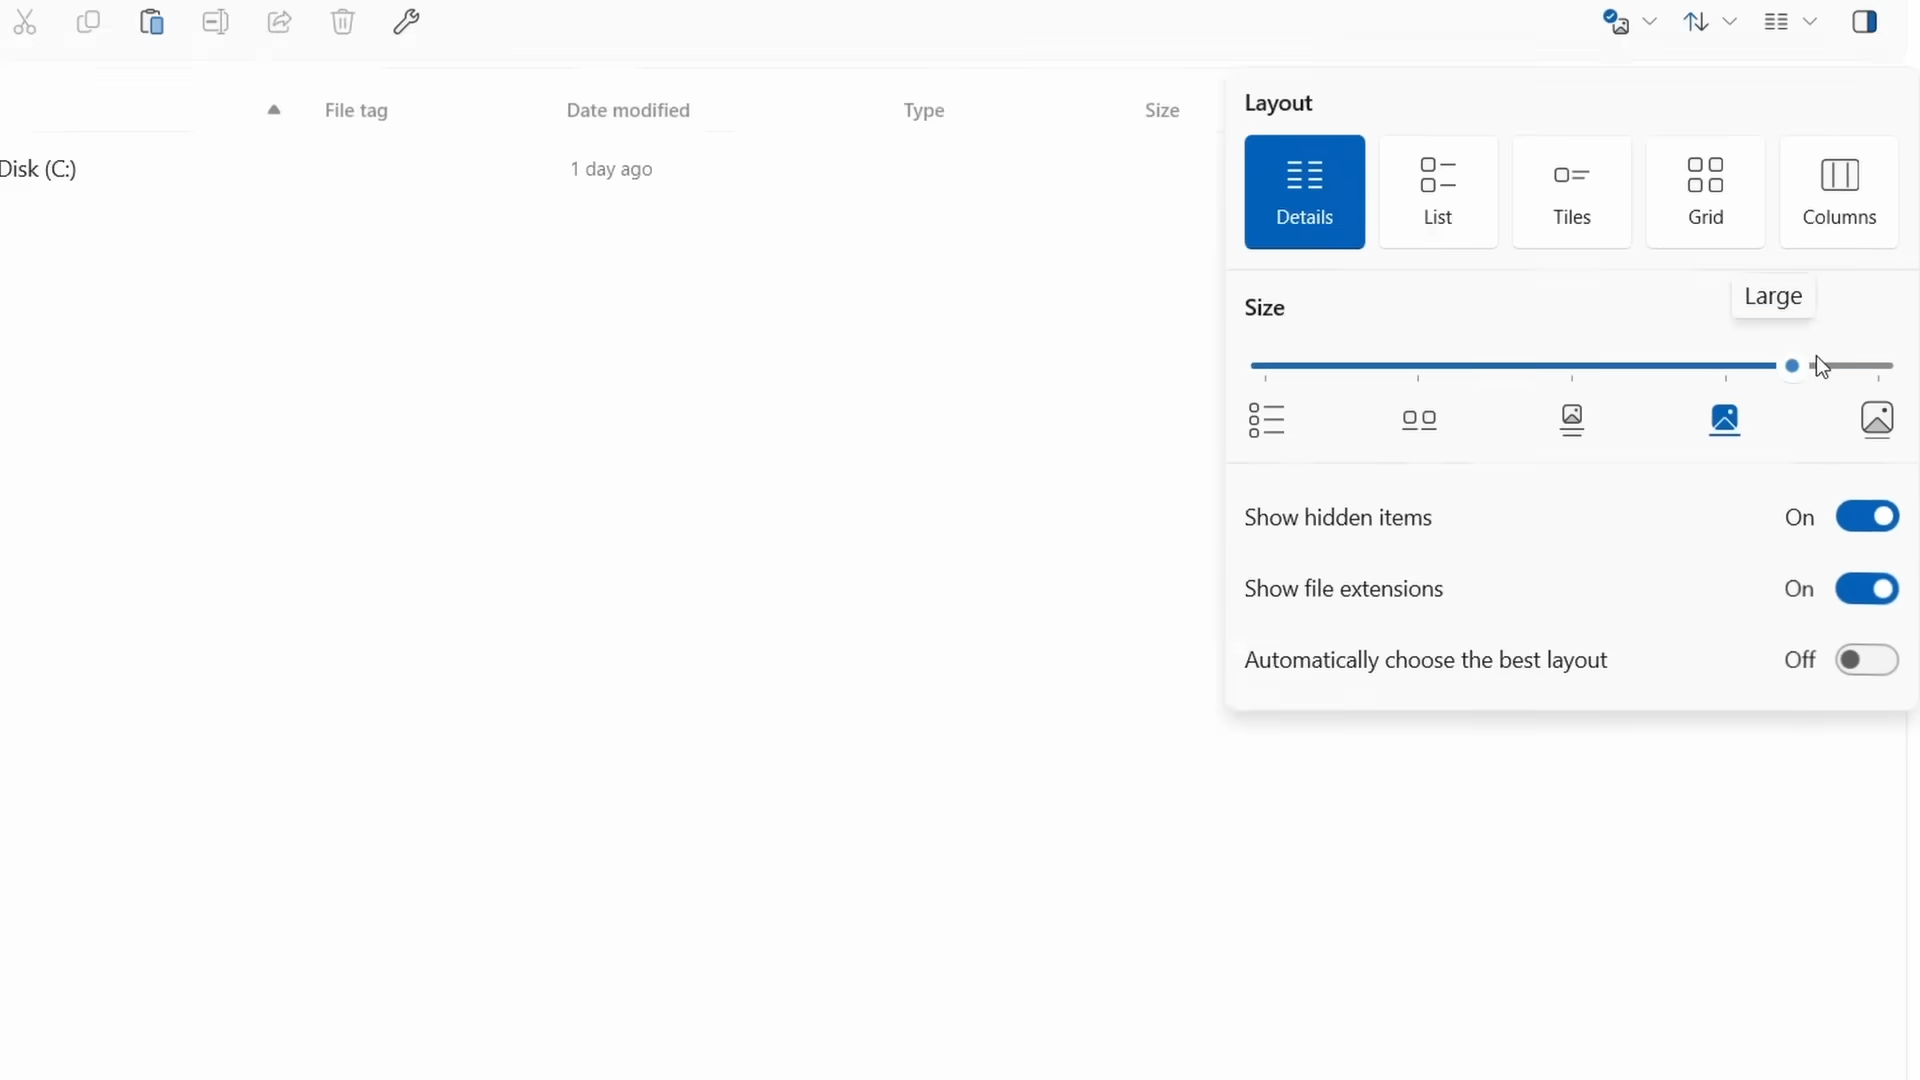 File tag Date modified Type Size
Disk (C:) 1 day ago
Layout
Details List Tiles Grid Columns
Size Large
Show hidden items On
Show file extensions On
Automatically choose the best layout Off